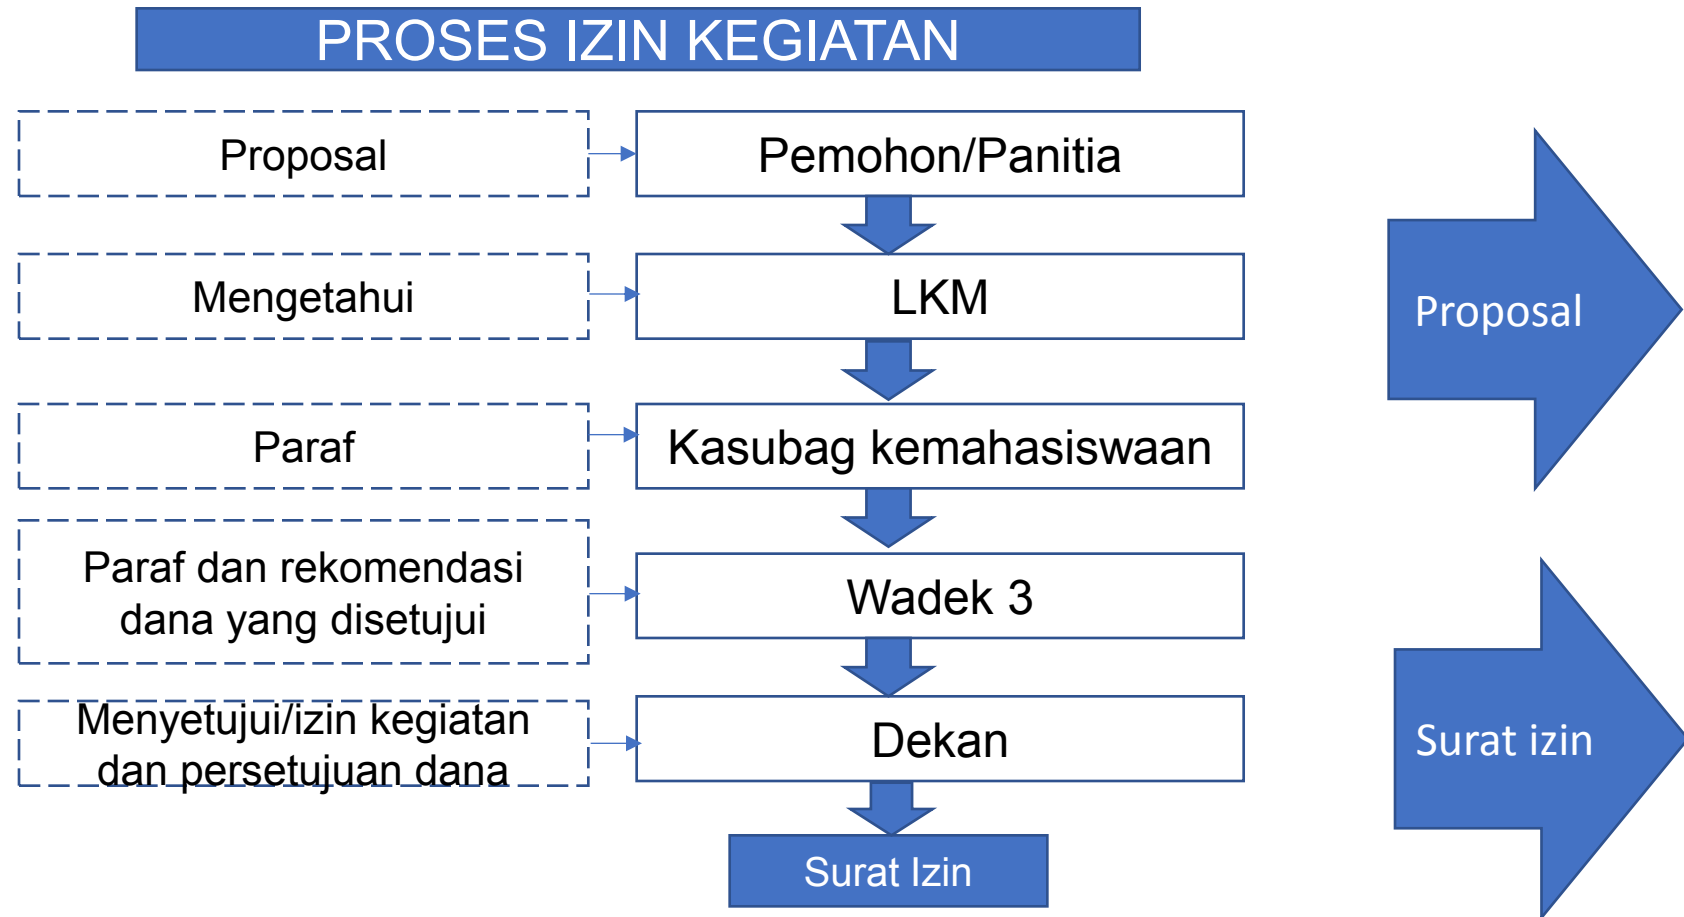 PROSES IZIN KEGIATAN
Proposal
Pemohon/Panitia
Mengetahui
LKM
Paraf
Kasubag kemahasiswaan
Paraf dan rekomendasi
dana yang disetujui
Wadek 3
Menyetujui/izin kegiatan
dan persetujuan dana
Dekan
Surat Izin
Proposal
Surat izin